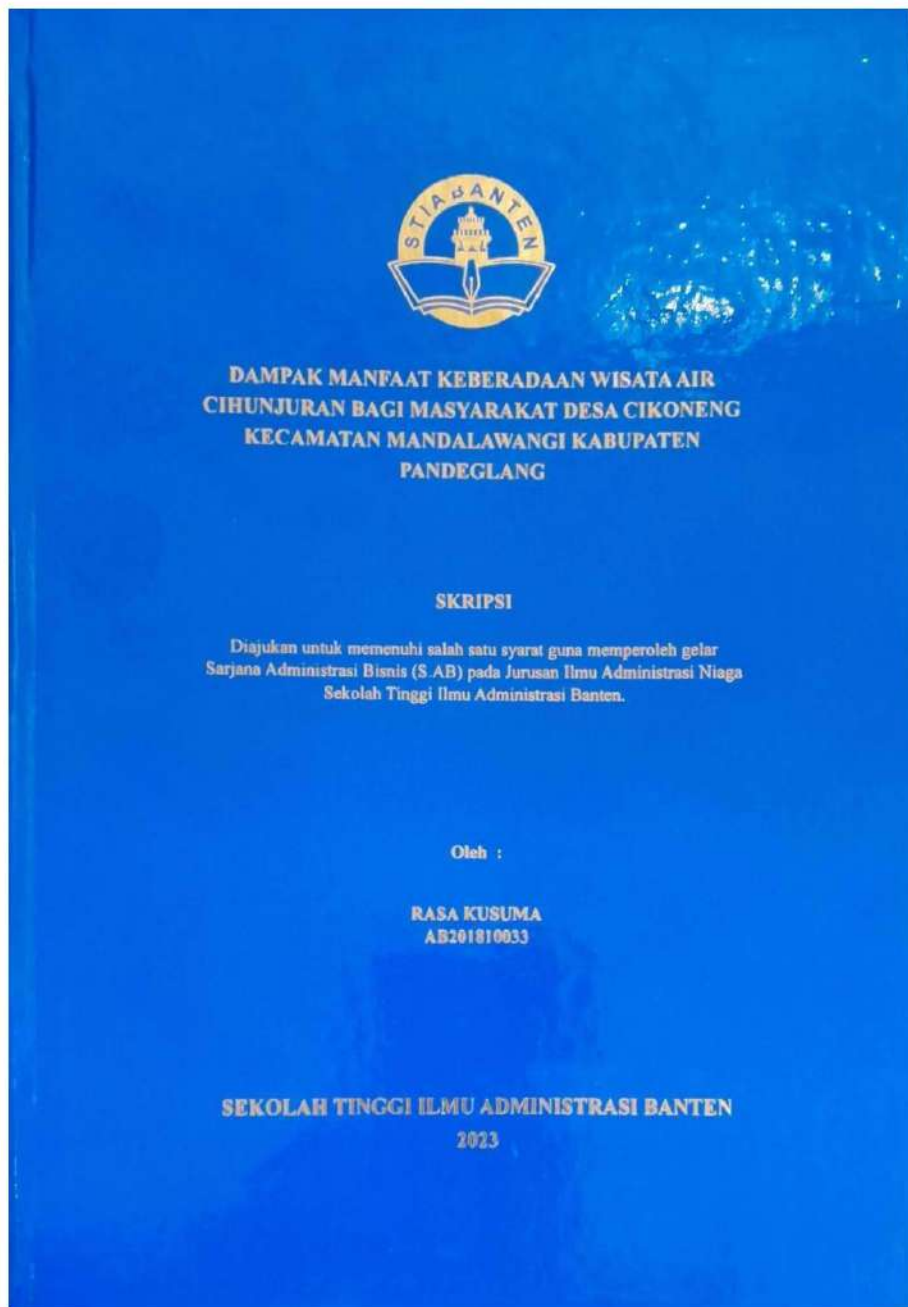 STIA BANTEN
DAMPAK MANFAAT KEBERADAAN WISATA AIR
CIHUNJURAN BAGI MASYARAKAT DESA CIKONENG
KECAMATAN MANDALAWANGI KABUPATEN
PANDEGLANG
SKRIPSI
Diajukan untuk memenuhi salah satu syarat guna memperoleh gelar
Sarjana Administrasi Bisnis (S.AB) pada Jurusan Ilmu Administrasi Niaga
Sekolah Tinggi Ilmu Administrasi Banten.
Oleh :
RASA KUSUMA
AB201810033
SEKOLAH TINGGI ILMU ADMINISTRASI BANTEN
2023